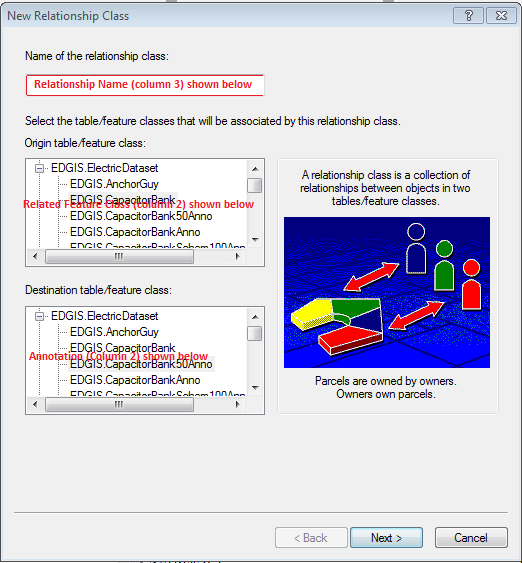 New Relationship Class
?
Name of the relationship class:
Relationship Name (column 3) shown below
Select the table/feature classes that will be associated by this relationship class.
Origin table/feature class:
EDGIS.ElectricDataset
EDGIS.AnchorGuy
EDGIS.CapacitorBank
Related Feature Class (column 2) shown below
EDGIS.CapacitorBank50Anno
EDGIS.CapacitorBankAnno
EDGIS.CapacitorBankSchem100Ann
A relationship class is a collection of
relationships between objects in two
tables/feature classes.
Destination table/feature class:
EDGIS.ElectricDataset
EDGIS.AnchorGuy
EDGIS.CapacitorBank
Annotation (Column 2) shown below
EDGIS.CapacitorBank50Anno
EDGIS.CapacitorBankAnno
EDGIS.CapacitorBankSchem100Ann
Parcels are owned by owners.
Owners own parcels.
< Back
Next >
Cancel